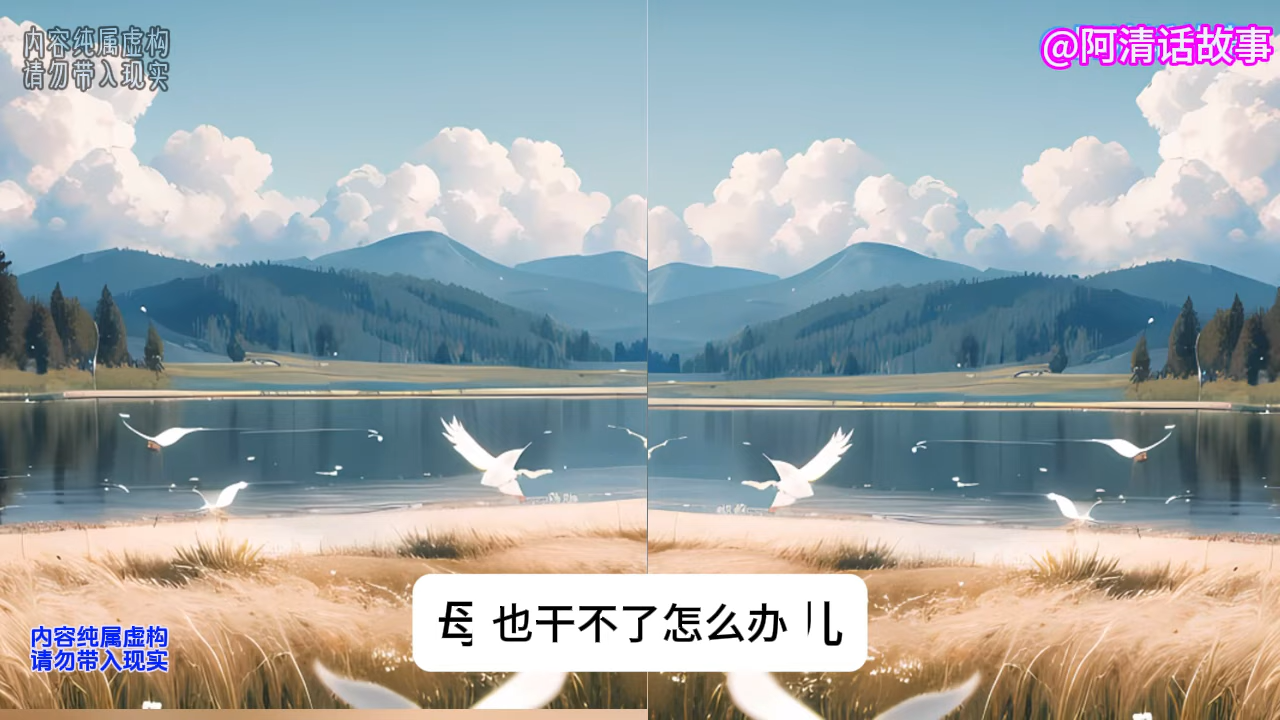 内容纯属虚构
请勿带入现实
@阿清话故事
也干不了怎么办
内容纯属虚构
请勿带入现实